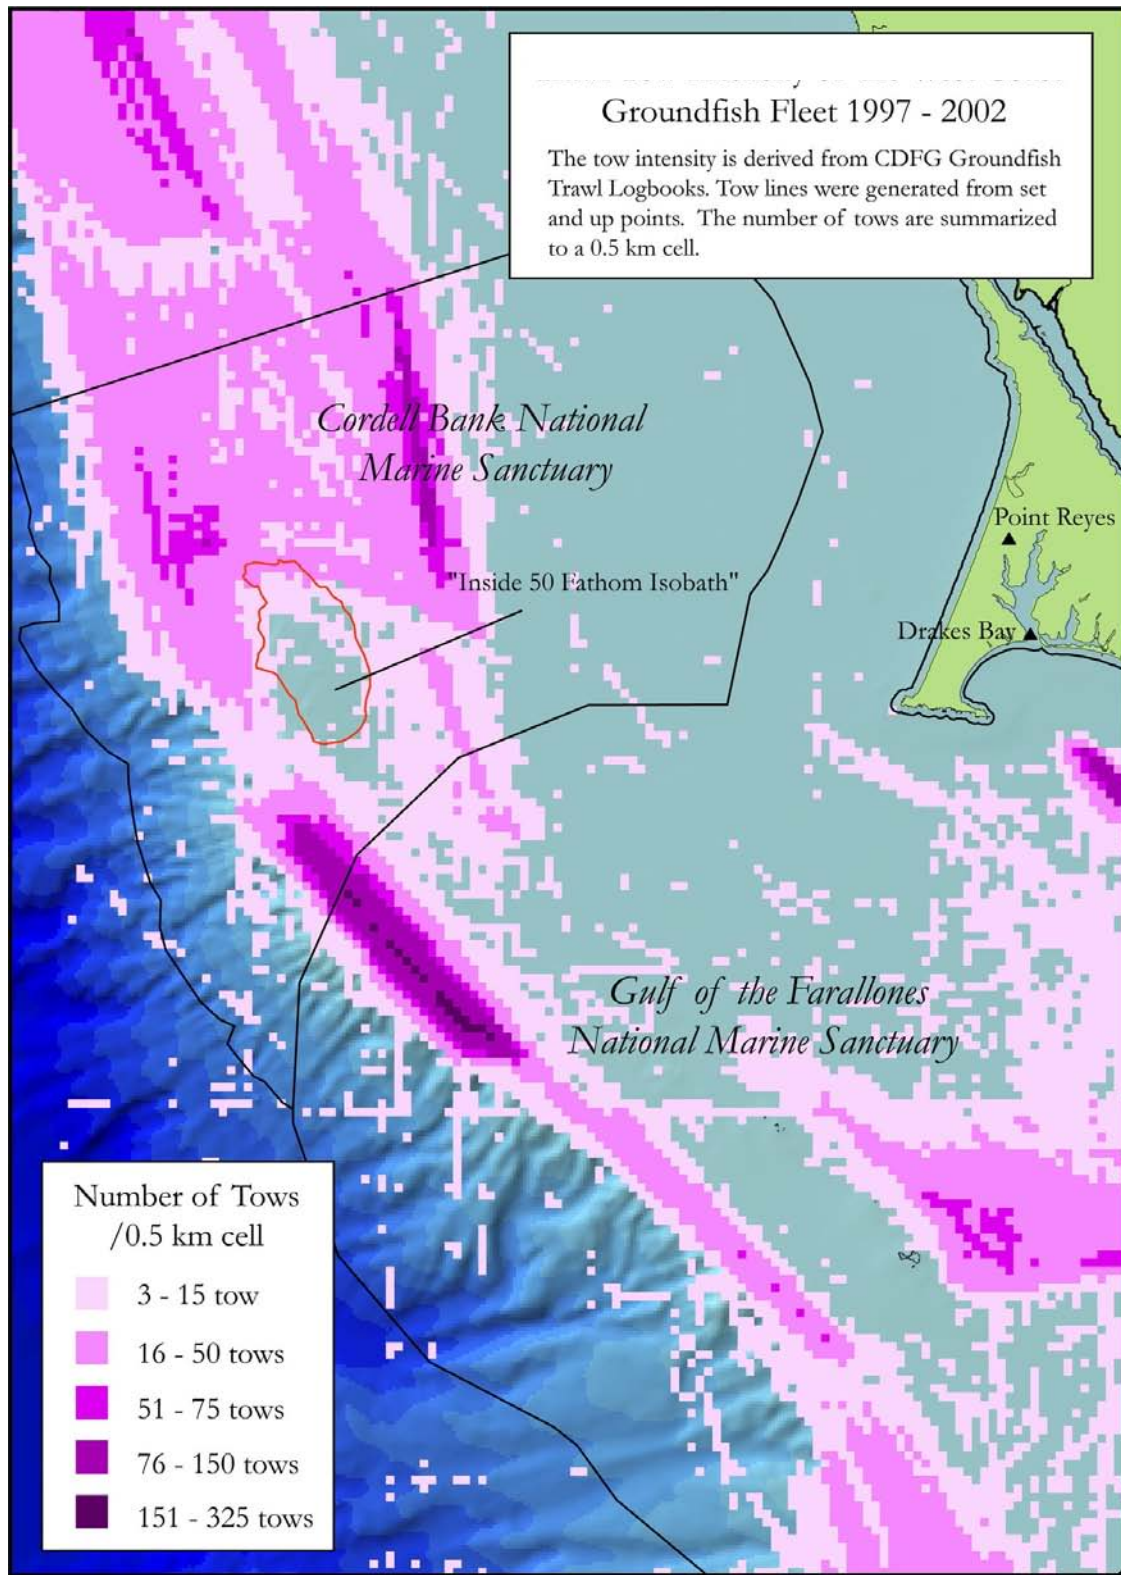 Groundfish Fleet 1997 - 2002
The tow intensity is derived from CDFG Groundfish
Trawl Logbooks. Tow lines were generated from set
and up points. The number of tows are summarized
to a 0.5 km cell.
Cordell Bank National
Marine Sanctuary
Point Reyes
"Inside 50 Fathom Isobath"
Drakes Bay
Gulf of the Farallones
National Marine Sanctuary
Number of Tows
/0.5 km cell
3 - 15 tow
16 - 50 tows
51 - 75 tows
76 - 150 tows
151 - 325 tows